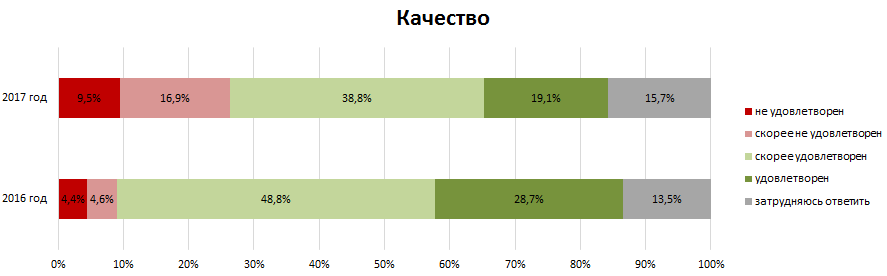 Качество
2017 год
9,5%
16,9%
38,8%
19,1%
15,7%
2016 год
4,4%
4,6%
48,8%
28,7%
13,5%
0%
10%
20%
30%
40%
50%
60%
70%
80%
90%
100%
не удовлетворен
скорее не удовлетворен
скорее удовлетворен
удовлетворен
затрудняюсь ответить